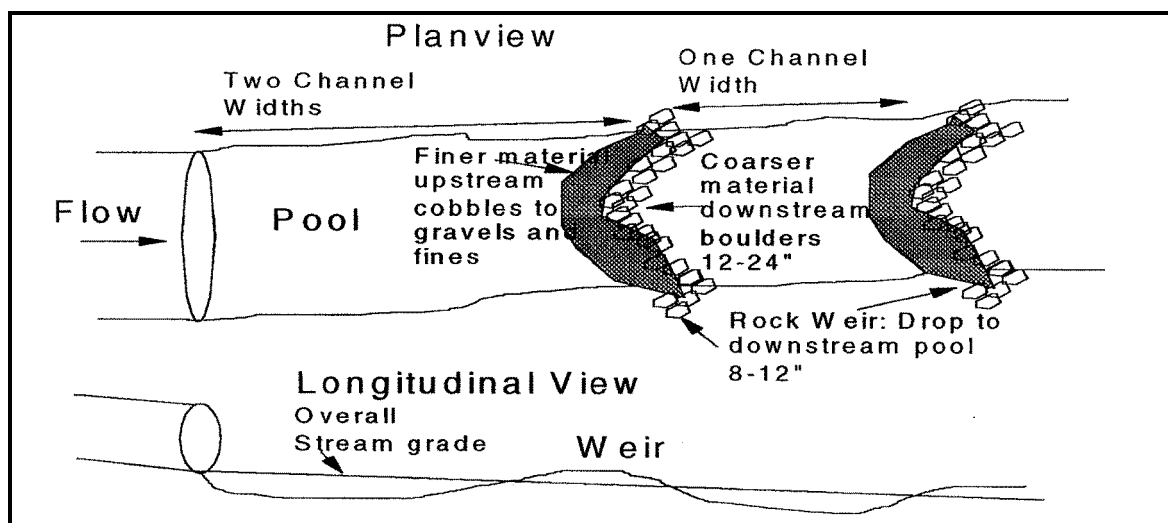 Planview
Two Channel
Widths
One Channel
Width
Flow
Pool
Finer material
upstream
cobbles to
gravels and
fines
Coarser
material
downstream
boulders
12-24"
Rock Weir: Drop to
downstream pool
8-12"
Longitudinal View
Overall
Stream grade
Weir